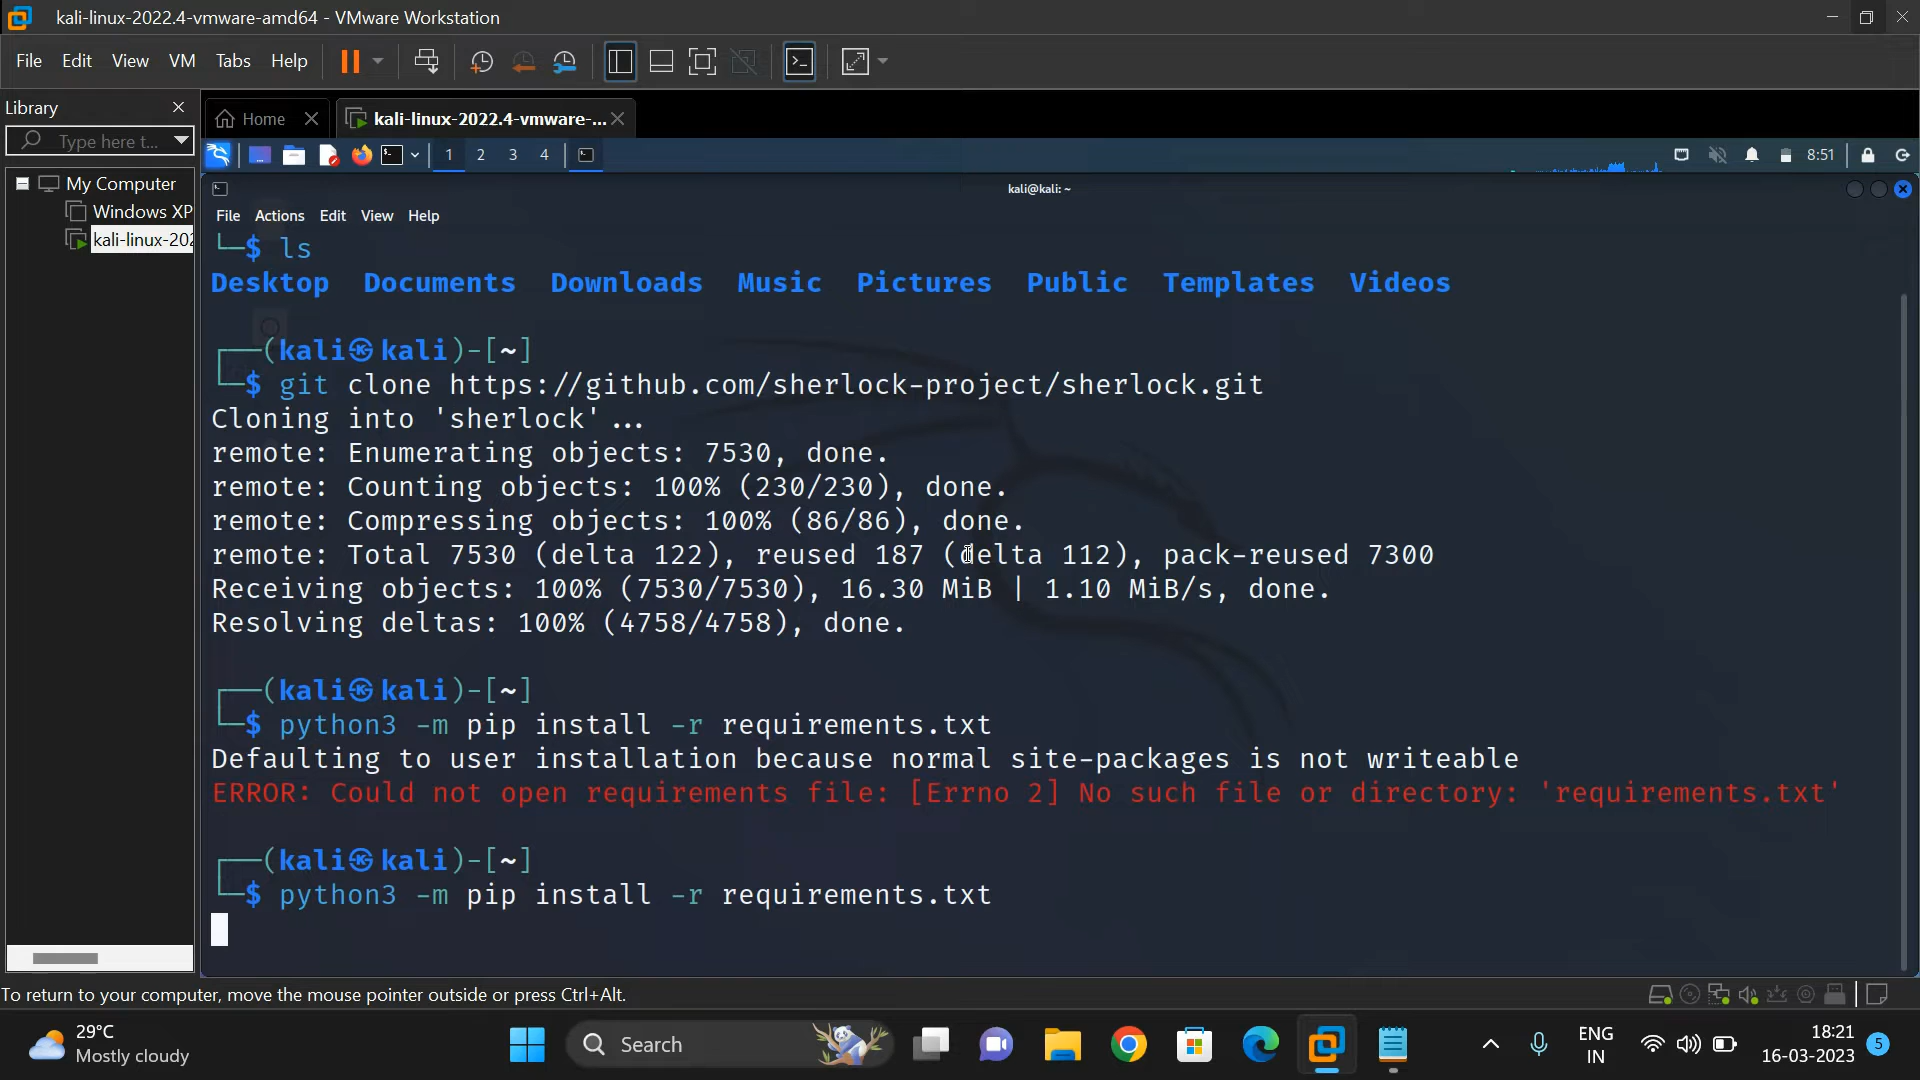 kali-linux-2022.4-vmware-amd64 - VMware Workstation
File Edit View VM Tabs Help
Library
Home
kali-linux-2022.4-vmware-...
Type here t...
1 2 3 4
8:51
My Computer
Windows XP
kali-linux-202
kali@kali: ~
File Actions Edit View Help
└─$ ls
Desktop Documents Downloads Music Pictures Public Templates Videos
┌──(kali㉿kali)-[~]
└─$ git clone https://github.com/sherlock-project/sherlock.git
Cloning into 'sherlock'...
remote: Enumerating objects: 7530, done.
remote: Counting objects: 100% (230/230), done.
remote: Compressing objects: 100% (86/86), done.
remote: Total 7530 (delta 122), reused 187 (delta 112), pack-reused 7300
Receiving objects: 100% (7530/7530), 16.30 MiB | 1.10 MiB/s, done.
Resolving deltas: 100% (4758/4758), done.
┌──(kali㉿kali)-[~]
└─$ python3 -m pip install -r requirements.txt
Defaulting to user installation because normal site-packages is not writeable
ERROR: Could not open requirements file: [Errno 2] No such file or directory: 'requirements.txt'
┌──(kali㉿kali)-[~]
└─$ python3 -m pip install -r requirements.txt
To return to your computer, move the mouse pointer outside or press Ctrl+Alt.
29°C
Mostly cloudy
Search
ENG
IN
18:21
16-03-2023
5